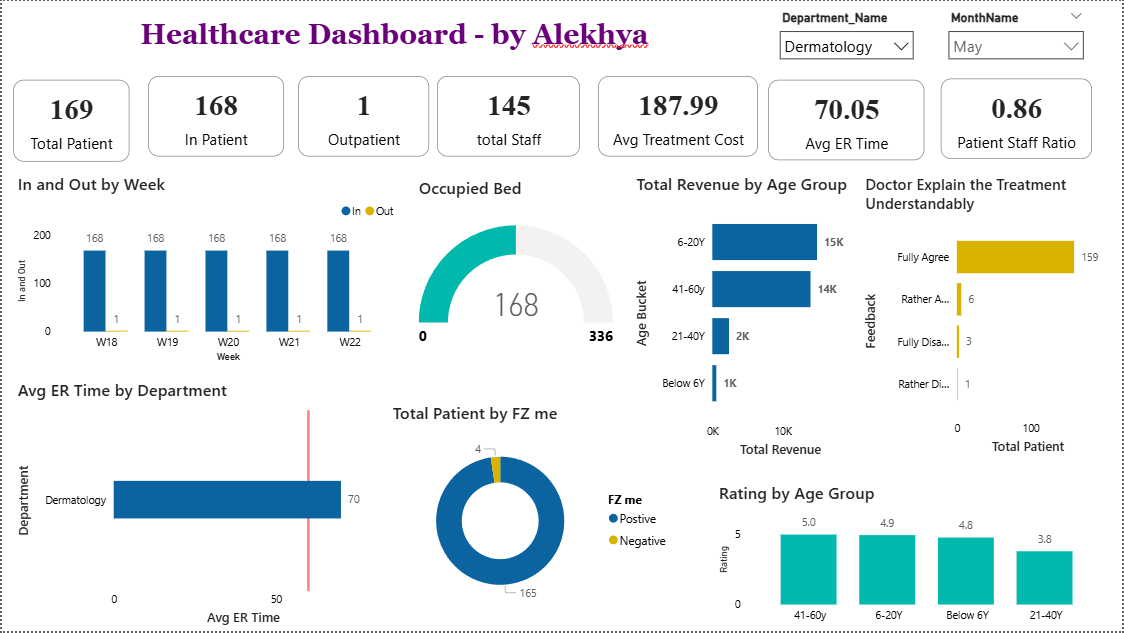 Healthcare Dashboard - by Alekhya
Department_Name
Dermatology
MonthName
May
169
Total Patient
168
In Patient
1
Outpatient
145
total Staff
187.99
Avg Treatment Cost
70.05
Avg ER Time
0.86
Patient Staff Ratio
In and Out by Week
In Out
In and Out
200
100
0
168 168 168 168 168
1 1 1 1 1
W18 W19 W20 W21 W22
Week
Occupied Bed
168
0 336
Total Revenue by Age Group
Age Bucket
6-20Y 15K
41-60y 14K
21-40Y 2K
Below 6Y 1K
0K 10K
Total Revenue
Doctor Explain the Treatment
Understandably
Feedback
Fully Agree 159
Rather A... 6
Fully Disa... 3
Rather Di... 1
0 100
Total Patient
Avg ER Time by Department
Department
Dermatology 70
0 50
Avg ER Time
Total Patient by FZ me
4
165
FZ me
Postive
Negative
Rating by Age Group
Rating
5
0
5.0 4.9 4.8 3.8
41-60y 6-20Y Below 6Y 21-40Y